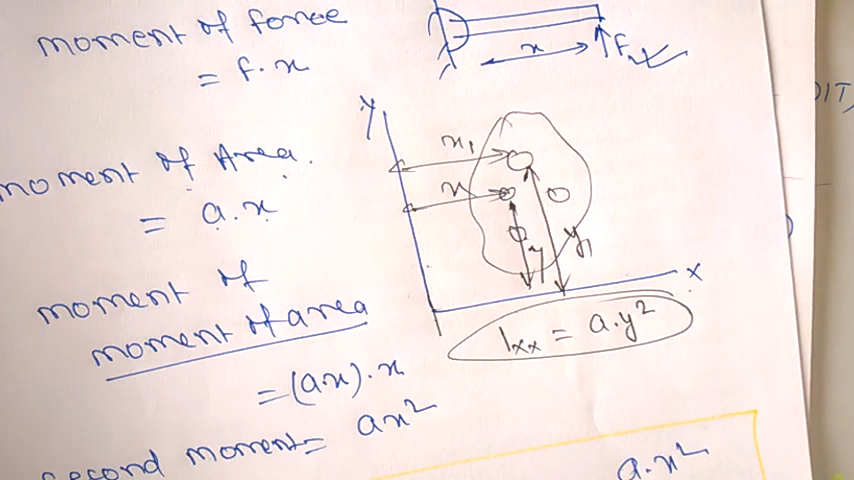 moment of force
= f.x
x
F
moment of Area.
= a.x
y
x1
x
y
y1
x
Ixx = a.y²
moment of
moment of area
= (ax).x
second moment = ax²
a.x²